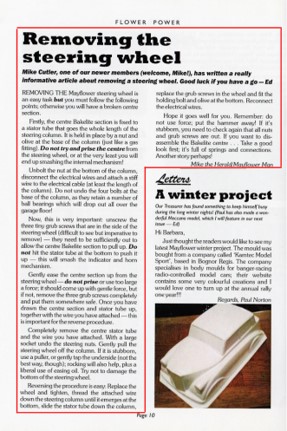 FLOWER POWER
Removing the
steering wheel
Mike Cutler, one of our newer members (welcome, Mike!), has written a really
informative article about removing a steering wheel. Good luck if you have a go — Ed
REMOVING THE Mayflower steering wheel is
an easy task but you must follow the following
points; otherwise you will have a broken centre
section.
Firstly, the centre Bakelite section is fixed to
a stator tube that goes the whole length of the
steering column. It is held in place by a nut and
olive at the base of the column (not like a gas
fitting). Do not try and prise the centre from
the steering wheel, or at the very least you will
end up smashing the internal mechanism!
Unbolt the nut at the bottom of the column,
disconnect the electrical wires and attach a stiff
wire to the electrical cable (at least the length of
the column). Do not undo the four bolts at the
base of the column, as they retain a number of
ball bearings which will drop out all over the
garage floor!
Now, this is very important: unscrew the
three tiny grub screws that are in the side of the
steering wheel (difficult to see but imperative to
remove) — they need to be sufficiently out to
allow the centre Bakelite section to pull up. Do
not hit the stator tube at the bottom to push it
up – this will smash the indicator and horn
mechanism.
Gently ease the centre section up from the
steering wheel — do not prise or use too large
a force; it should come up with gentle force, but
if not, remove the three grub screws completely
and put them somewhere safe. Once you have
drawn the centre section and stator tube up,
together with the wire you have attached — this
is important for the reverse procedure.
Completely remove the centre stator tube
and the wire you have attached. With a large
socket undo the steering nut. Gently pull the
steering wheel off the column. If it is stubborn,
use a puller, or gently tap the underside (not the
best way, though); rocking will also help, plus a
liberal use of easing oil. Try not to damage the
bottom of the steering wheel.
Reversing the procedure is easy. Replace the
wheel and tighten, thread the attached wire
down the steering column until it emerges at the
bottom, slide the stator tube down the column,
replace the grub screws in the wheel and fit the
holding bolt and olive at the bottom. Reconnect
the electrical wires.
Hope it goes well for you. Remember: do
not use force; put the hammer away! If it's
stubborn, you need to check again that all nuts
and grub screws are out. If you want to dis-
assemble the Bakelite centre . . . Take a good
look first; it's full of springs and connections.
Another story perhaps!
Mike the Herald/Mayflower Man
Letters
A winter project
Our Treasurer has found something to keep himself busy
during the long winter nights! (Paul has also made a won-
derful Meccano model, which I will feature in our next
issue — Ed)
Hi Barbera,
Just thought the readers would like to see my
latest Mayflower winter project. The mould was
bought from a company called 'Kamtec Model
Sport', based in Bognor Regis. The company
specialises in body moulds for banger-racing
radio-controlled model cars; their website
contains some very colourful creations and I
would love one to turn up at the annual rally
one year!!!
Regards, Paul Norton
Page 10